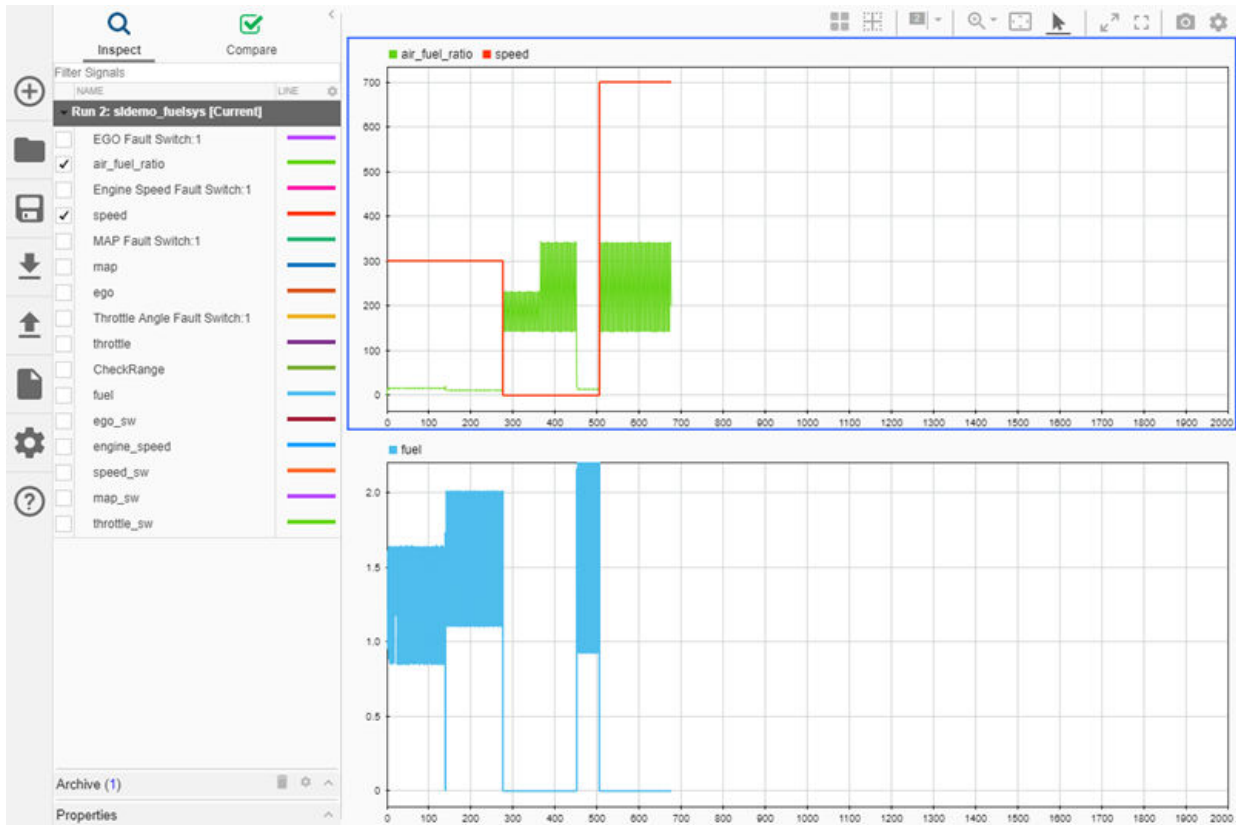 Inspect Compare
Filter Signals
NAME LINE
Run 2: sldemo_fuelsys [Current]
EGO Fault Switch:1
air_fuel_ratio
Engine Speed Fault Switch:1
speed
MAP Fault Switch:1
map
ego
Throttle Angle Fault Switch:1
throttle
CheckRange
fuel
ego_sw
engine_speed
speed_sw
map_sw
throttle_sw
Archive (1)
Properties
2
air_fuel_ratio speed
700
600
500
400
300
200
100
0
0 100 200 300 400 500 600 700 800 900 1000 1100 1200 1300 1400 1500 1600 1700 1800 1900 2000
fuel
2.0
1.5
1.0
0.5
0
0 100 200 300 400 500 600 700 800 900 1000 1100 1200 1300 1400 1500 1600 1700 1800 1900 2000